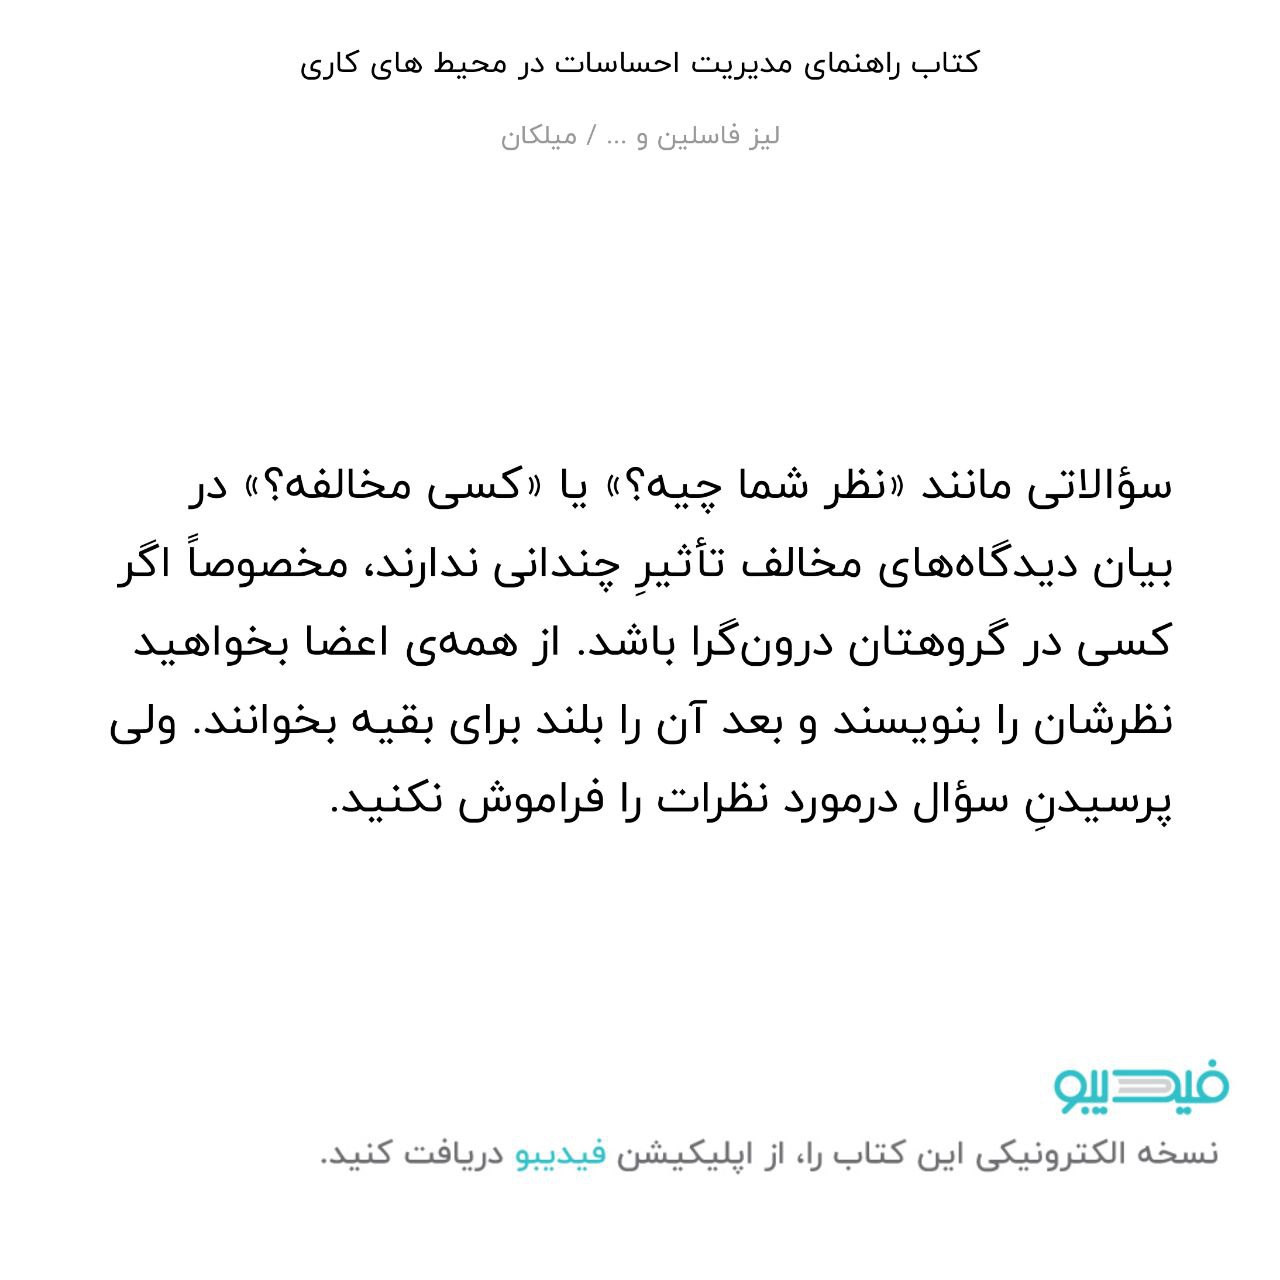 کتاب راهنمای مدیریت احساسات در محیط های کاری
لیز فاسلین و ... / میلکان
سؤالاتی مانند «نظر شما چیه؟» یا «کسی مخالفه؟» در
بیان دیدگاه‌های مخالف تأثیرِ چندانی ندارند، مخصوصاً اگر
کسی در گروهتان درون‌گرا باشد. از همه‌ی اعضا بخواهید
نظرشان را بنویسند و بعد آن را بلند برای بقیه بخوانند. ولی
پرسیدنِ سؤال درمورد نظرات را فراموش نکنید.
فیدیبو
نسخه الکترونیکی این کتاب را، از اپلیکیشن فیدیبو دریافت کنید.